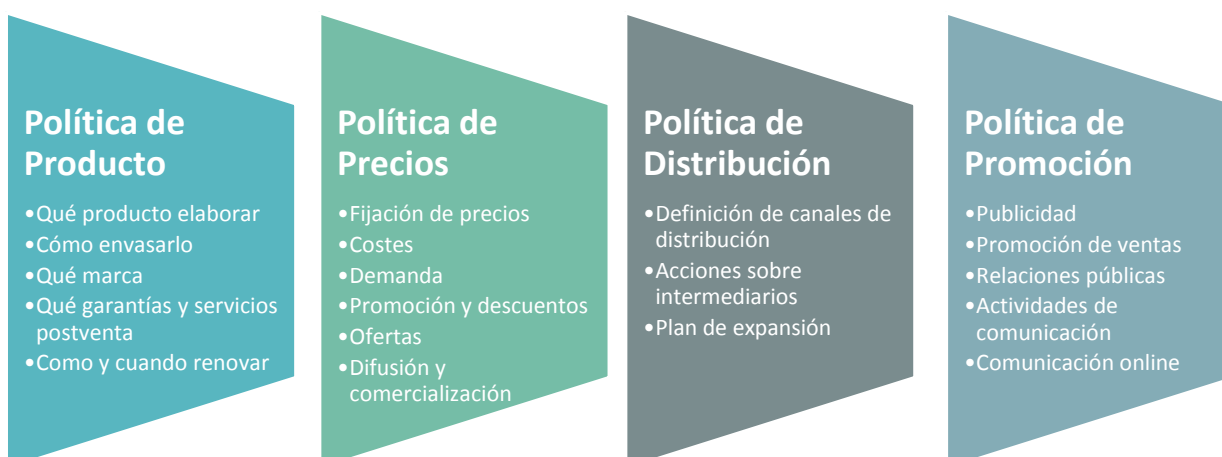 Política de
Producto
•Qué producto elaborar
•Cómo envasarlo
•Qué marca
•Qué garantías y servicios
postventa
•Como y cuando renovar
Política de
Precios
•Fijación de precios
•Costes
•Demanda
•Promoción y descuentos
•Ofertas
•Difusión y
comercialización
Política de
Distribución
•Definición de canales de
distribución
•Acciones sobre
intermediarios
•Plan de expansión
Política de
Promoción
•Publicidad
•Promoción de ventas
•Relaciones públicas
•Actividades de
comunicación
•Comunicación online